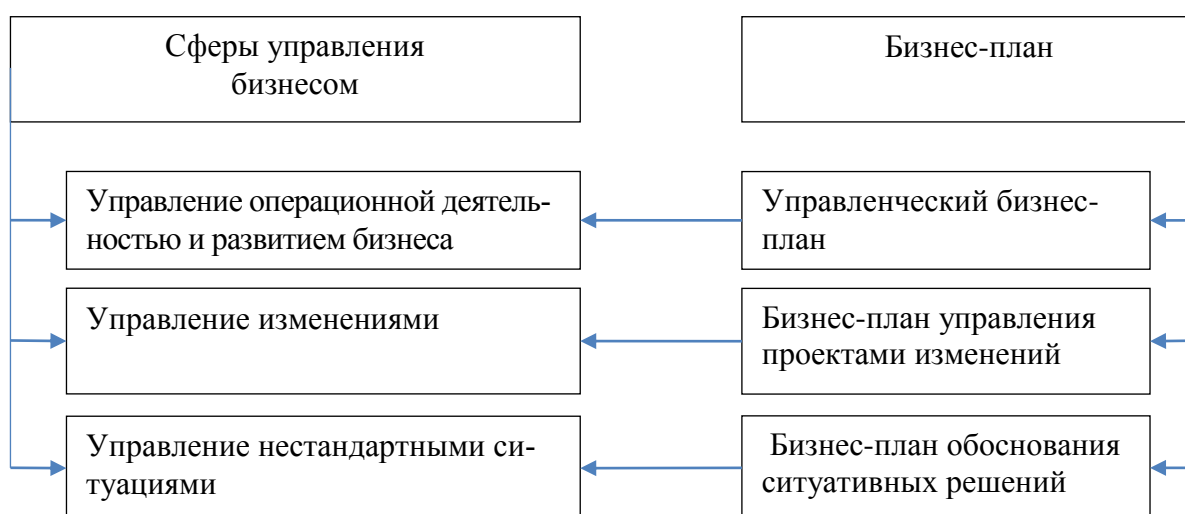 Сферы управления
бизнесом
Бизнес-план
Управление операционной деятель-
ностью и развитием бизнеса
Управленческий бизнес-
план
Управление изменениями
Бизнес-план управления
проектами изменений
Управление нестандартными си-
туациями
Бизнес-план обоснования
ситуативных решений